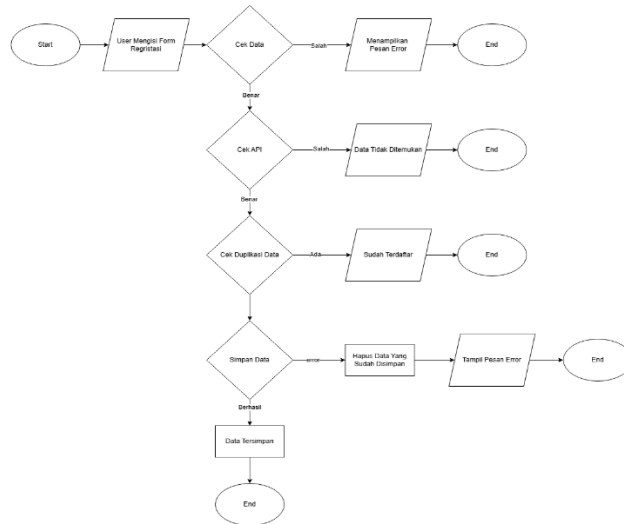 Start
User Mengisi Form
Regristasi
Cek Data
Salah
Menampilkan
Pesan Error
End
Benar
Cek API
Salah
Data Tidak Ditemukan
End
Benar
Cek Duplikasi Data
Ada
Sudah Terdaftar
End
Simpan Data
error
Hapus Data Yang
Sudah Disimpan
Tampil Pesan Error
End
Berhasil
Data Tersimpan
End